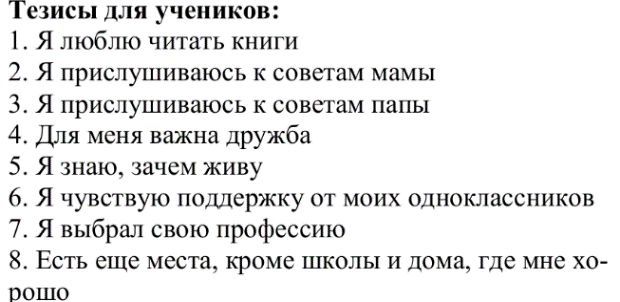 Тезисы для учеников:
1. Я люблю читать книги
2. Я прислушиваюсь к советам мамы
3. Я прислушиваюсь к советам папы
4. Для меня важна дружба
5. Я знаю, зачем живу
6. Я чувствую поддержку от моих одноклассников
7. Я выбрал свою профессию
8. Есть еще места, кроме школы и дома, где мне хо-
рошо